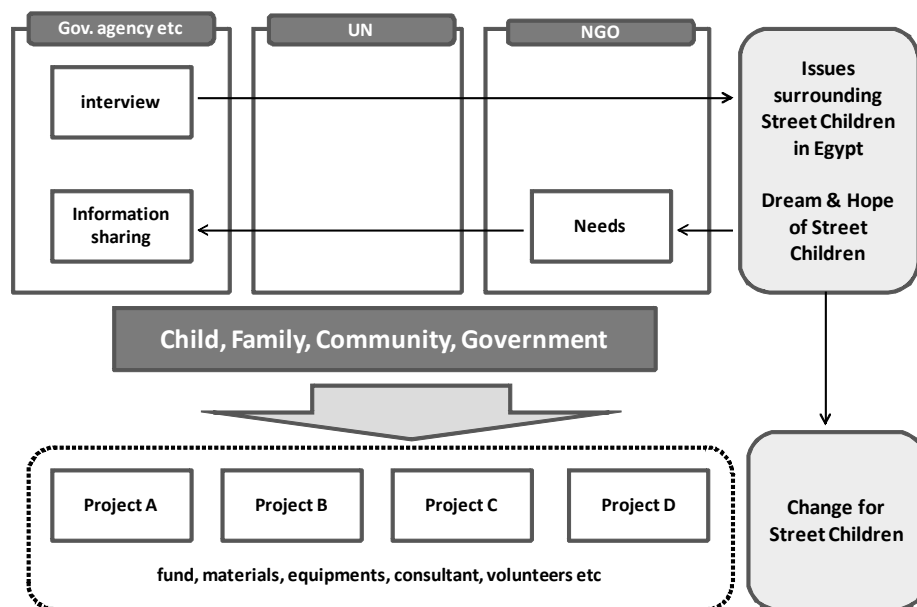 Gov. agency etc
UN
NGO
interview
Issues
surrounding
Street Children
in Egypt
Information
sharing
Needs
Dream & Hope
of Street
Children
Child, Family, Community, Government
Project A
Project B
Project C
Project D
fund, materials, equipments, consultant, volunteers etc
Change for
Street Children